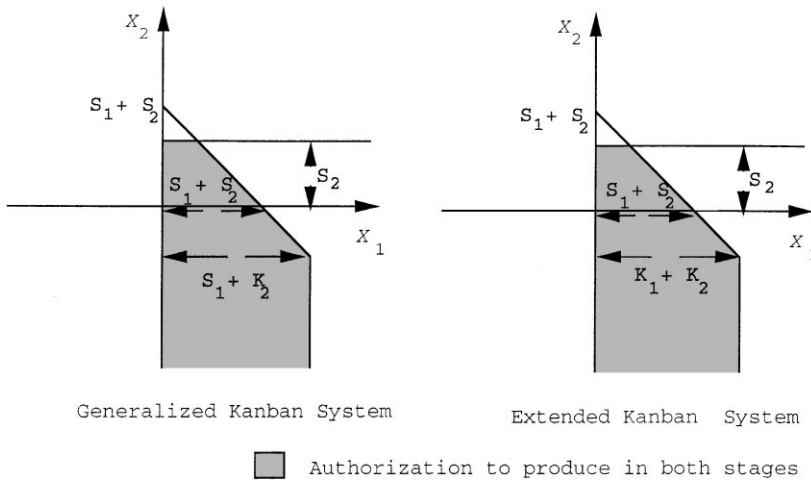 X2
S1+ S2
S2
S1+ S2
X1
S1+ K2
Generalized Kanban System
X2
S1+ S2
S2
S1+ S2
X1
K1+ K2
Extended Kanban System
Authorization to produce in both stages